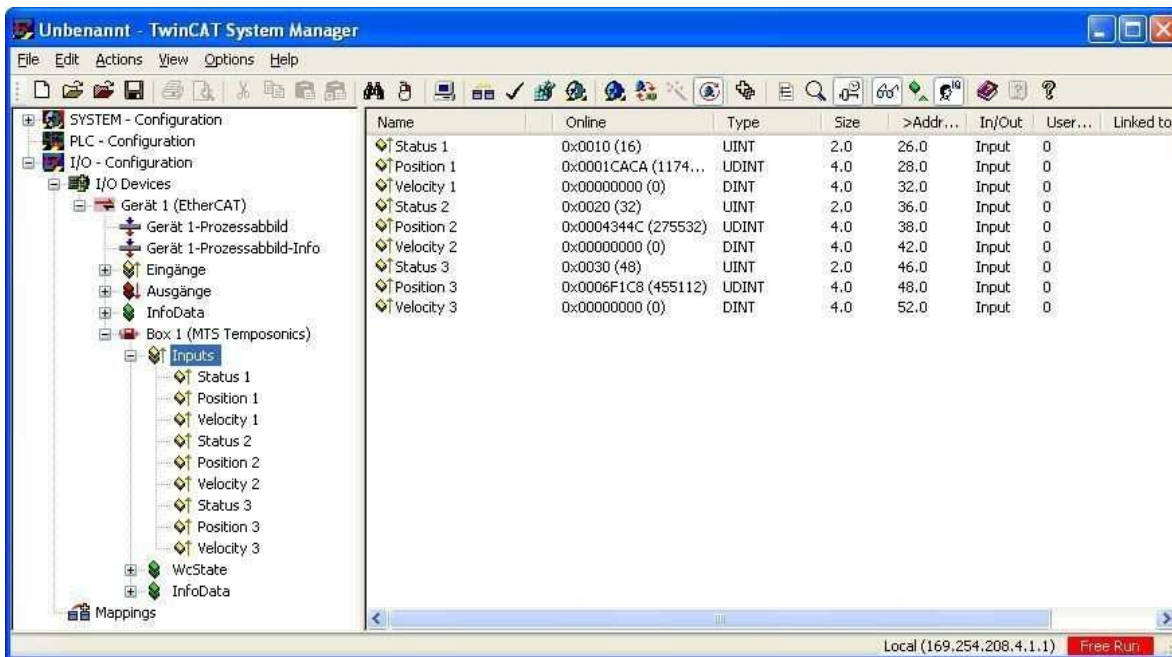 Unbenannt - TwinCAT System Manager
File Edit Actions View Options Help
SYSTEM - Configuration
PLC - Configuration
I/O - Configuration
I/O Devices
Gerät 1 (EtherCAT)
Gerät 1-Prozessabbild
Gerät 1-Prozessabbild-Info
Eingänge
Ausgänge
InfoData
Box 1 (MTS Temposonics)
Inputs
Status 1
Position 1
Velocity 1
Status 2
Position 2
Velocity 2
Status 3
Position 3
Velocity 3
WcState
InfoData
Mappings
Name Online Type Size >Addr... In/Out User... Linked to
Status 1 0x0010 (16) UINT 2.0 26.0 Input 0
Position 1 0x0001CACA (1174... UDINT 4.0 28.0 Input 0
Velocity 1 0x00000000 (0) DINT 4.0 32.0 Input 0
Status 2 0x0020 (32) UINT 2.0 36.0 Input 0
Position 2 0x0004344C (275532) UDINT 4.0 38.0 Input 0
Velocity 2 0x00000000 (0) DINT 4.0 42.0 Input 0
Status 3 0x0030 (48) UINT 2.0 46.0 Input 0
Position 3 0x0006F1C8 (455112) UDINT 4.0 48.0 Input 0
Velocity 3 0x00000000 (0) DINT 4.0 52.0 Input 0
Local (169.254.208.4.1.1) Free Run